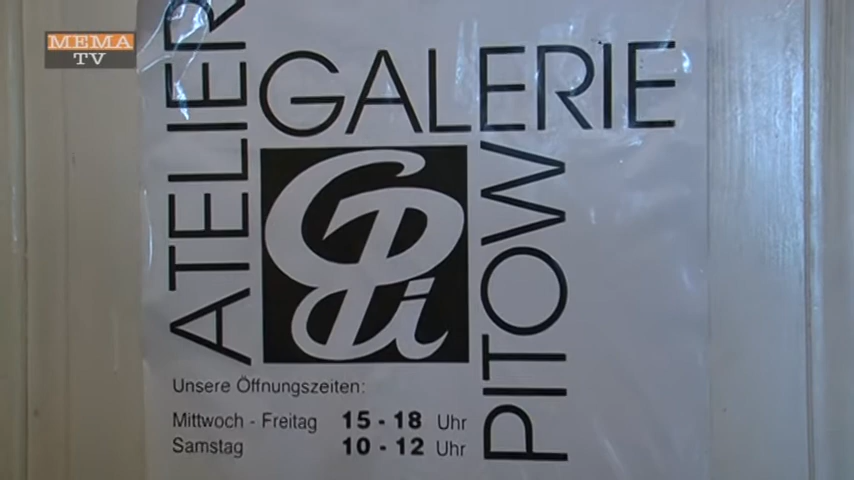 MEMA
TV
ATELIER
GALERIE
PITOW
Unsere Öffnungszeiten:
Mittwoch - Freitag 15 - 18 Uhr
Samstag 10 - 12 Uhr